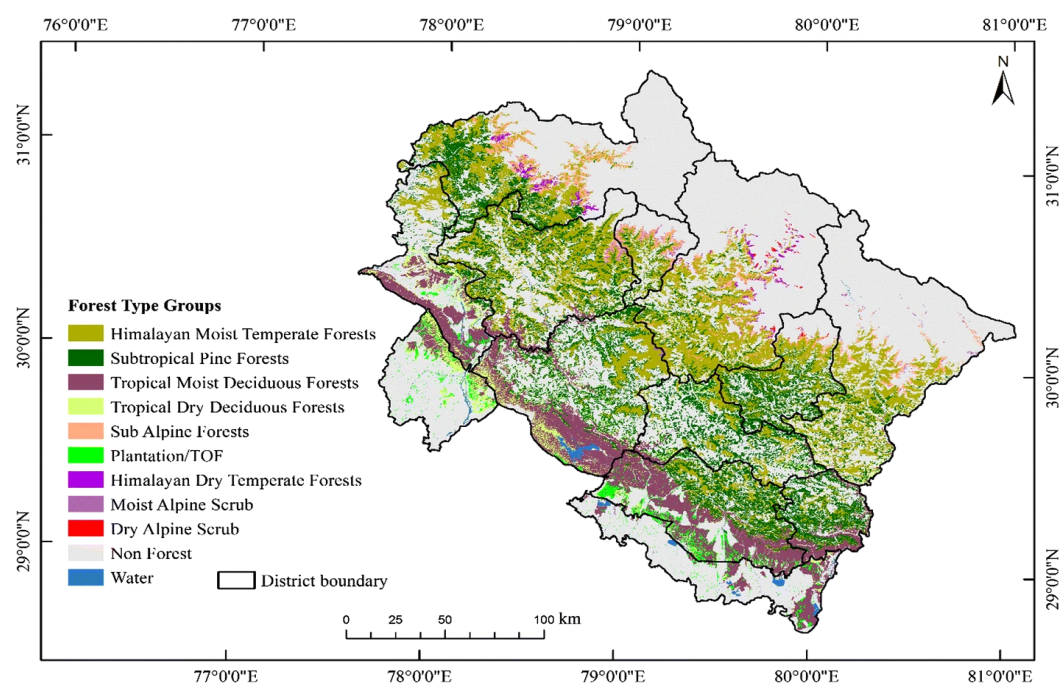 76°0'0"E 77°0'0"E 78°0'0"E 79°0'0"E 80°0'0"E 81°0'0"E
N
31°0'0"N
31°0'0"N
30°0'0"N
30°0'0"N
29°0'0"N
29°0'0"N
Forest Type Groups
Himalayan Moist Temperate Forests
Subtropical Pine Forests
Tropical Moist Deciduous Forests
Tropical Dry Deciduous Forests
Sub Alpine Forests
Plantation/TOF
Himalayan Dry Temperate Forests
Moist Alpine Scrub
Dry Alpine Scrub
Non Forest
Water
District boundary
0 25 50 100 km
77°0'0"E 78°0'0"E 79°0'0"E 80°0'0"E 81°0'0"E